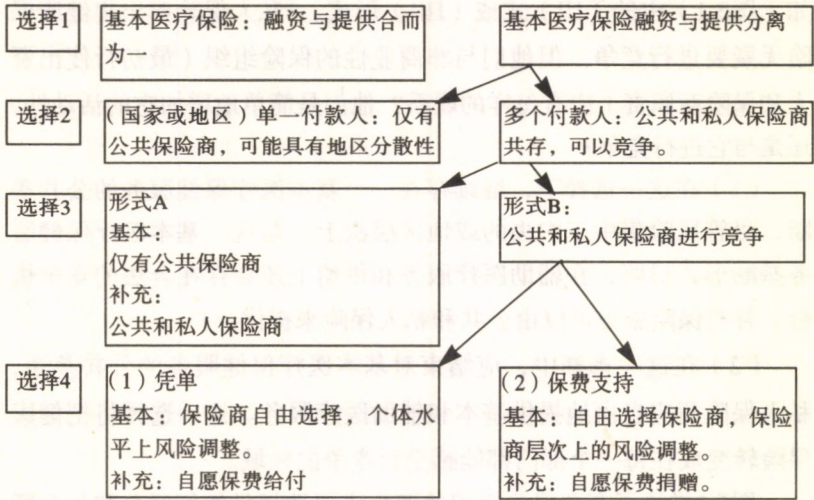 选择1
基本医疗保险：融资与提供合而
为一
基本医疗保险融资与提供分离
选择2
（国家或地区）单一付款人：仅有
公共保险商，可能具有地区分散性
多个付款人：公共和私人保险商
共存，可以竞争。
选择3
形式A
基本：
仅有公共保险商
补充：
公共和私人保险商
形式B：
公共和私人保险商进行竞争
选择4
（1）凭单
基本：保险商自由选择，个体水
平上风险调整。
补充：自愿保费给付
（2）保费支持
基本：自由选择保险商，保险
商层次上的风险调整。
补充：自愿保费捐赠。